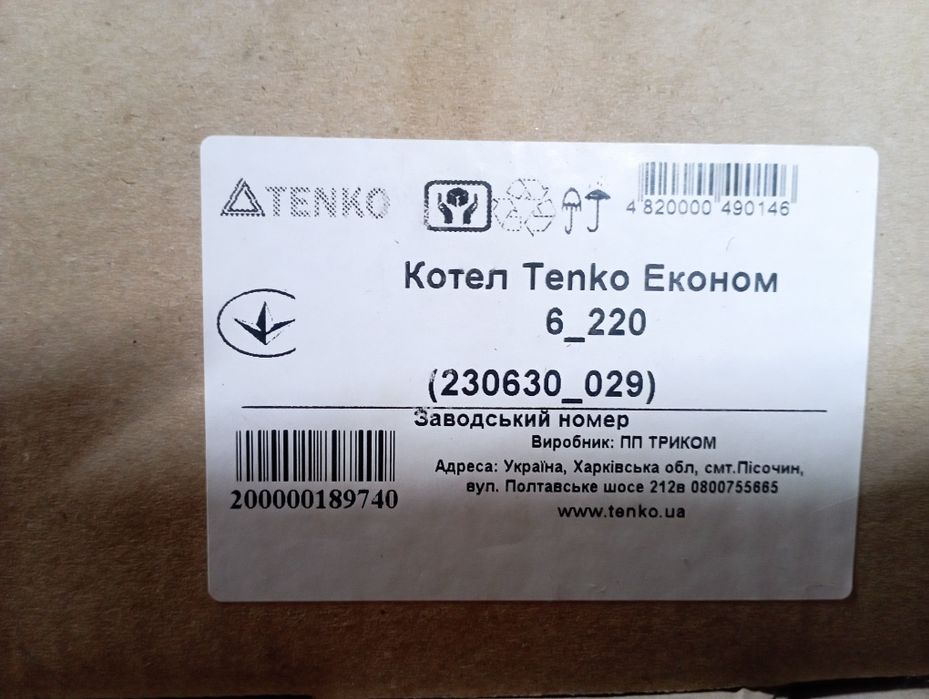 TENKO
4 820000 490146
Котел Tenko Економ
6_220
(230630_029)
Заводський номер
Виробник: ПП ТРИКОМ
Адреса: Україна, Харківська обл, смт.Пісочин,
вул. Полтавське шосе 212в 0800755665
www.tenko.ua
200000189740